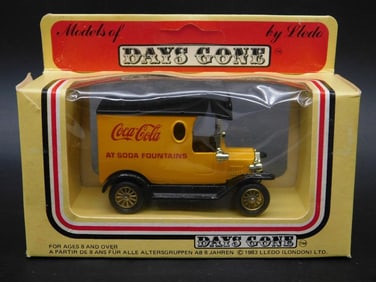 Models of
by Lledo
DAYS GONE
Coca-Cola
AT SODA FOUNTAINS
DAYS GONE
FOR AGES 8 AND OVER
A PARTIR DE 8 ANS FÜR ALLE ALTERSGRUPPEN AB 8 JAHREN © 1983 LLEDO (LONDON) LTD.